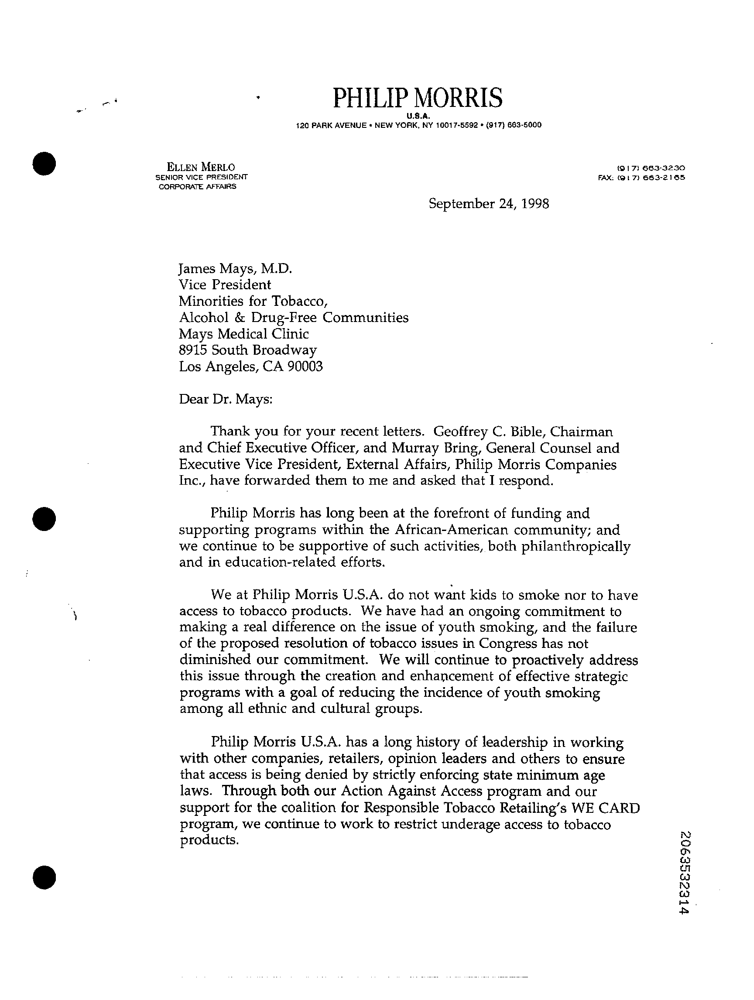 PHILIP MORRIS
U.S.A.
120 PARK AVENUE • NEW YORK, NY 10017-5592 • (917) 663-5000
ELLEN MERLO
SENIOR VICE PRESIDENT
CORPORATE AFFAIRS
(917) 663-3230
FAX: (917) 663-2165
September 24, 1998
James Mays, M.D.
Vice President
Minorities for Tobacco,
Alcohol & Drug-Free Communities
Mays Medical Clinic
8915 South Broadway
Los Angeles, CA 90003
Dear Dr. Mays:
Thank you for your recent letters. Geoffrey C. Bible, Chairman
and Chief Executive Officer, and Murray Bring, General Counsel and
Executive Vice President, External Affairs, Philip Morris Companies
Inc., have forwarded them to me and asked that I respond.
Philip Morris has long been at the forefront of funding and
supporting programs within the African-American community; and
we continue to be supportive of such activities, both philanthropically
and in education-related efforts.
We at Philip Morris U.S.A. do not want kids to smoke nor to have
access to tobacco products. We have had an ongoing commitment to
making a real difference on the issue of youth smoking, and the failure
of the proposed resolution of tobacco issues in Congress has not
diminished our commitment. We will continue to proactively address
this issue through the creation and enhancement of effective strategic
programs with a goal of reducing the incidence of youth smoking
among all ethnic and cultural groups.
Philip Morris U.S.A. has a long history of leadership in working
with other companies, retailers, opinion leaders and others to ensure
that access is being denied by strictly enforcing state minimum age
laws. Through both our Action Against Access program and our
support for the coalition for Responsible Tobacco Retailing's WE CARD
program, we continue to work to restrict underage access to tobacco
products.
2063532314